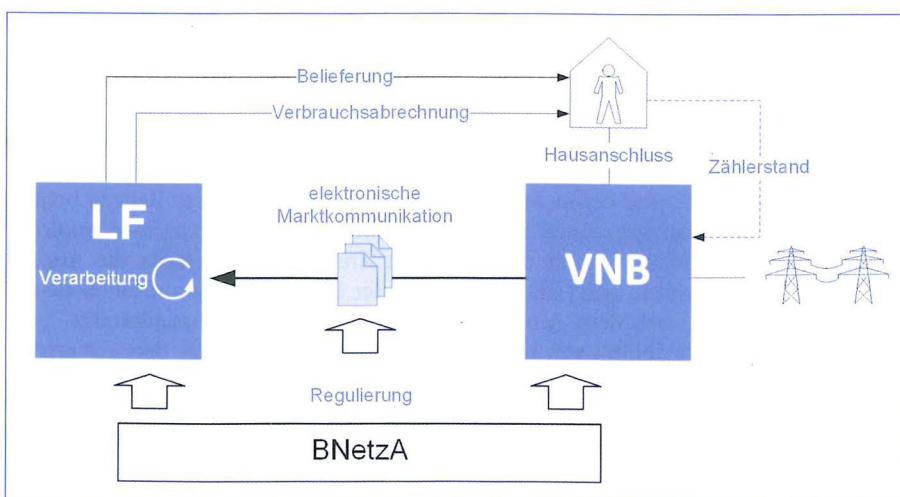 Belieferung
Verbrauchsabrechnung
Hausanschluss
Zählerstand
elektronische
Marktkommunikation
LF
Verarbeitung
VNB
Regulierung
BNetzA